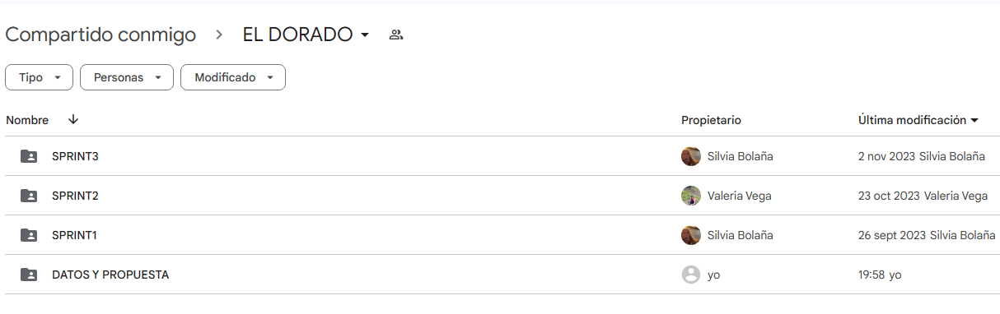 Compartido conmigo > EL DORADO
Tipo Personas Modificado
Nombre Propietario Última modificación
SPRINT3 Silvia Bolaña 2 nov 2023 Silvia Bolaña
SPRINT2 Valeria Vega 23 oct 2023 Valeria Vega
SPRINT1 Silvia Bolaña 26 sept 2023 Silvia Bolaña
DATOS Y PROPUESTA yo 19:58 yo